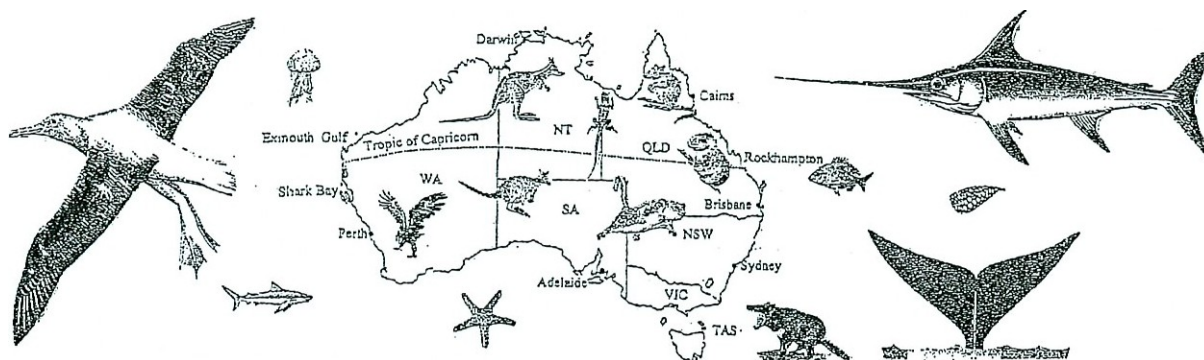 Darwin
Cairns
Exmouth Gulf
Tropic of Capricorn
NT
QLD
Rockhampton
Shark Bay
WA
SA
Brisbane
Perth
NSW
Sydney
Adelaide
VIC
TAS